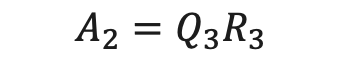 A₂ = Q₃R₃